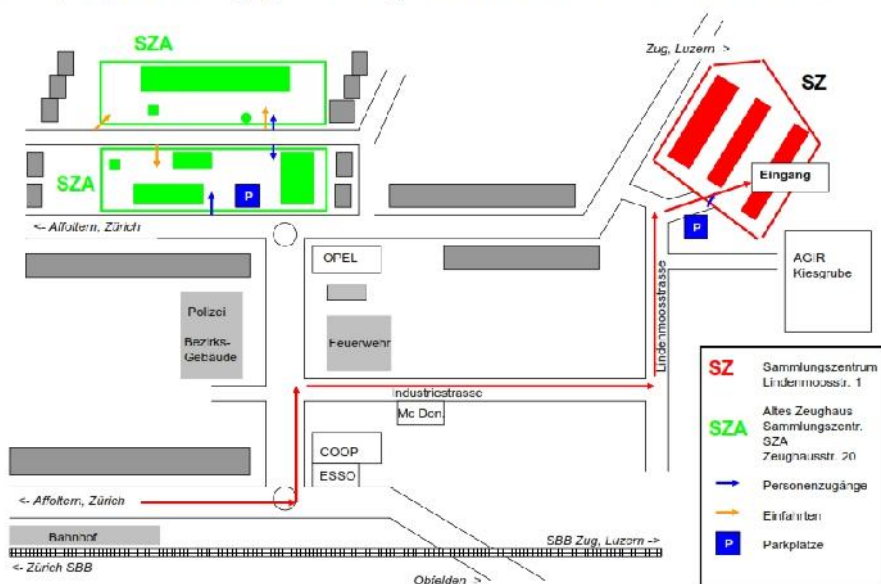 SZA
Zug, Luzern ->
SZ
SZA
P
Eingang
P
<- Affoltern, Zürich
OPEL
AGIR
Kiesgrube
Polizei
Bezirks-
Gebäude
Feuerwehr
Lindenmoosstrasse
Industriestrasse
Mc Don.
COOP
ESSO
<- Affoltern, Zürich
Bahnhof
SBB Zug, Luzern ->
<- Zürich SBB
Obfelden ->
SZ Sammlungszentrum
Lindenmoosstr. 1
SZA Altes Zeughaus
Sammlungszentr.
SZA
Zeughausstr. 20
Personenzugänge
Einfahrten
P Parkplätze